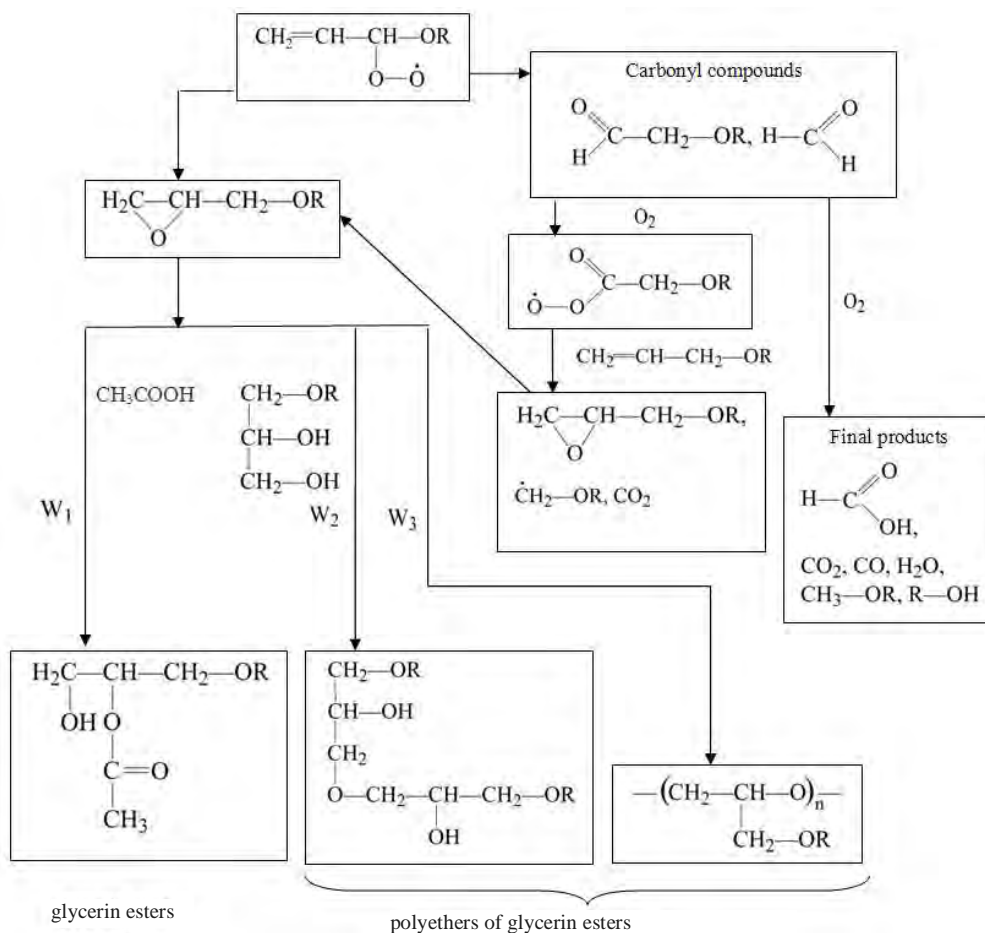 CH₂=CH—CH—OR
O—Ȯ
Carbonyl compounds
O
C—CH₂—OR,
H
O
H—C
H
H₂C—CH—CH₂—OR
O
O₂
O₂
O
C—CH₂—OR
Ȯ—O
CH₂=CH—CH₂—OR
CH₃COOH
CH₂—OR
CH—OH
CH₂—OH
W₁
W₂
W₃
H₂C—CH—CH₂—OR,
O
ĊH₂—OR, CO₂
Final products
O
H—C
OH,
CO₂, CO, H₂O,
CH₃—OR, R—OH
H₂C—CH—CH₂—OR
OH O
C=O
CH₃
CH₂—OR
CH—OH
CH₂
O—CH₂—CH—CH₂—OR
OH
—(CH₂—CH—O)ₙ—
CH₂—OR
glycerin esters
polyethers of glycerin esters